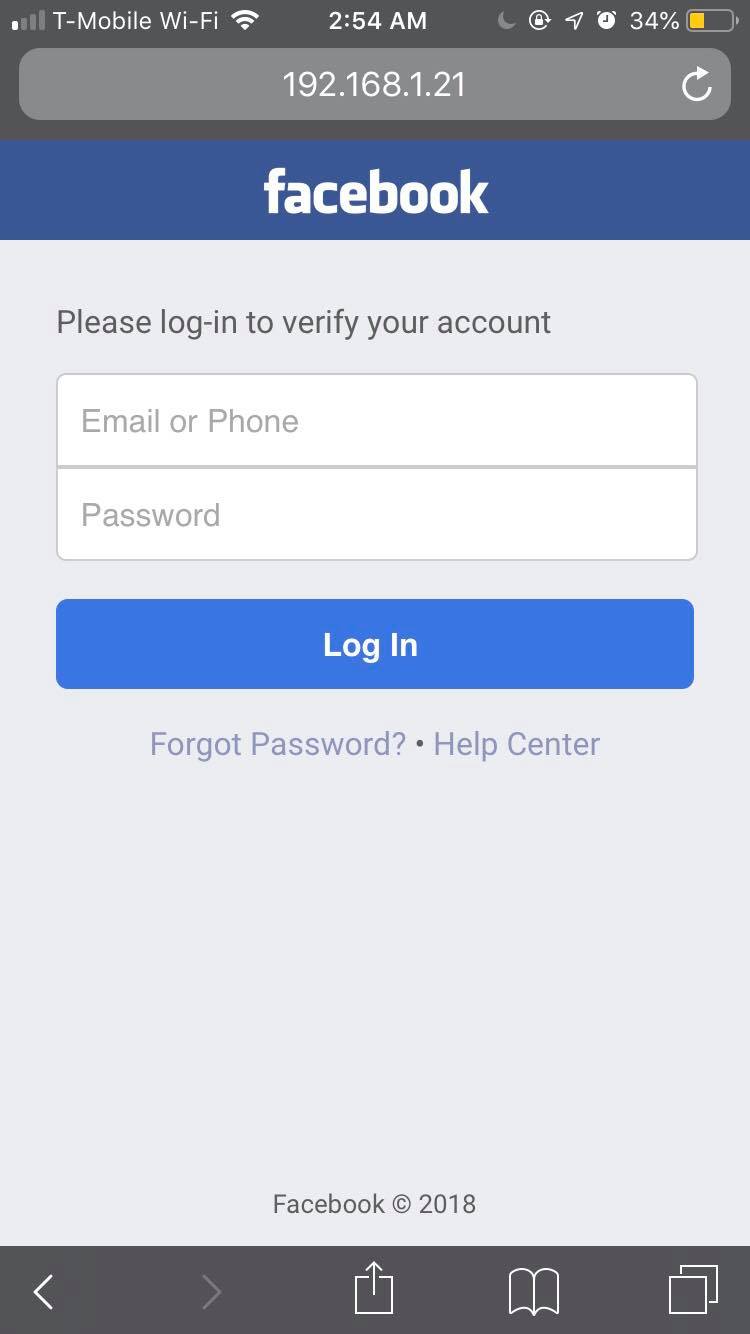 T-Mobile Wi-Fi 2:54 AM 34%
192.168.1.21
facebook
Please log-in to verify your account
Email or Phone
Password
Log In
Forgot Password? • Help Center
Facebook © 2018